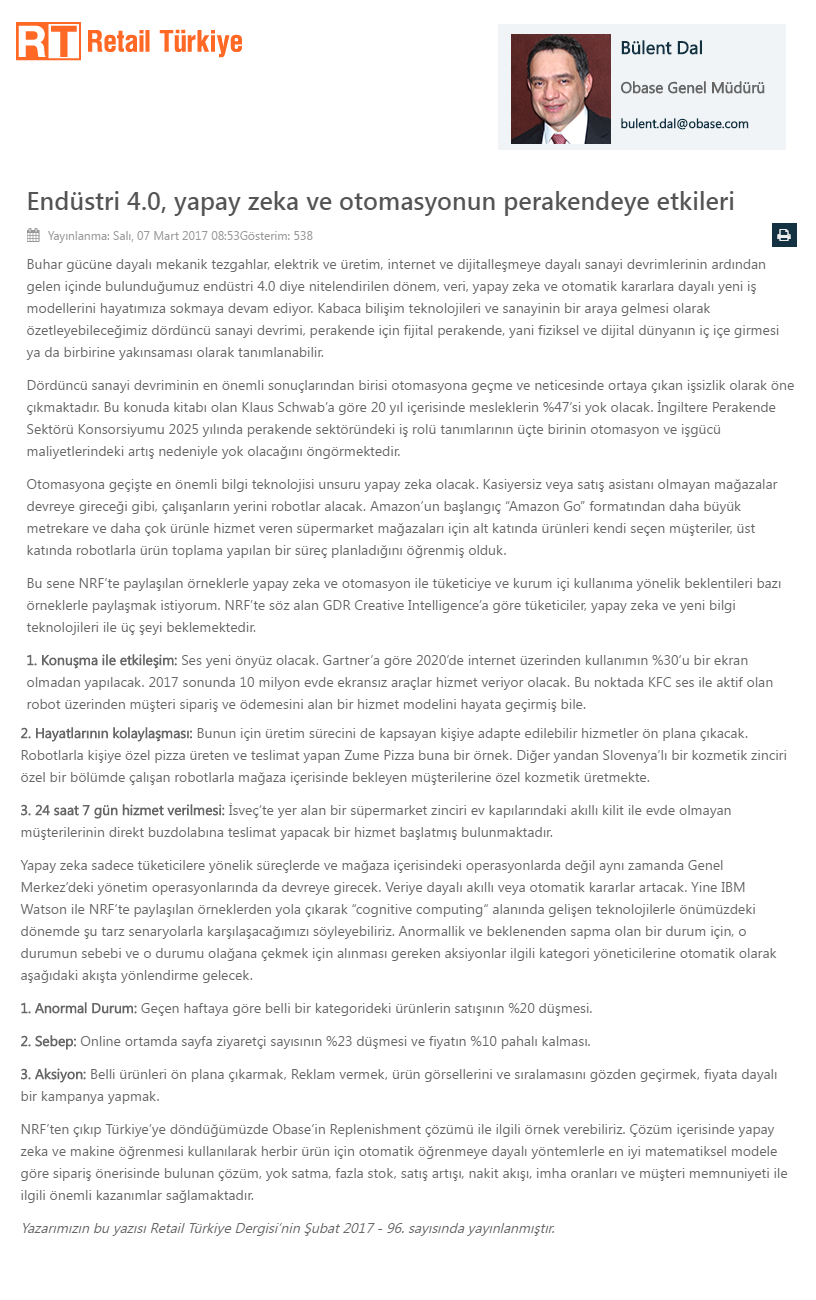 RT Retail Türkiye
Bülent Dal
Obase Genel Müdürü
bulent.dal@obase.com
Endüstri 4.0, yapay zeka ve otomasyonun perakendeye etkileri
Yayınlanma: Salı, 07 Mart 2017 08:53Gösterim: 538
Buhar gücüne dayalı mekanik tezgahlar, elektrik ve üretim, internet ve dijitalleşmeye dayalı sanayi devrimlerinin ardından
gelen içinde bulunduğumuz endüstri 4.0 diye nitelendirilen dönem, veri, yapay zeka ve otomatik kararlara dayalı yeni iş
modellerini hayatımıza sokmaya devam ediyor. Kabaca bilişim teknolojileri ve sanayinin bir araya gelmesi olarak
özetleyebileceğimiz dördüncü sanayi devrimi, perakende için fijital perakende, yani fiziksel ve dijital dünyanın iç içe girmesi
ya da birbirine yakınsaması olarak tanımlanabilir.
Dördüncü sanayi devriminin en önemli sonuçlarından birisi otomasyona geçme ve neticesinde ortaya çıkan işsizlik olarak öne
çıkmaktadır. Bu konuda kitabı olan Klaus Schwab’a göre 20 yıl içerisinde mesleklerin %47’si yok olacak. İngiltere Perakende
Sektörü Konsorsiyumu 2025 yılında perakende sektöründeki iş rolü tanımlarının üçte birinin otomasyon ve işgücü
maliyetlerindeki artış nedeniyle yok olacağını öngörmektedir.
Otomasyona geçişte en önemli bilgi teknolojisi unsuru yapay zeka olacak. Kasiyersiz veya satış asistanı olmayan mağazalar
devreye gireceği gibi, çalışanların yerini robotlar alacak. Amazon’un başlangıç “Amazon Go” formatından daha büyük
metrekare ve daha çok ürünle hizmet veren süpermarket mağazaları için alt katında ürünleri kendi seçen müşteriler, üst
katında robotlarla ürün toplama yapılan bir süreç planladığını öğrenmiş olduk.
Bu sene NRF’te paylaşılan örneklerle yapay zeka ve otomasyon ile tüketiciye ve kurum içi kullanıma yönelik beklentileri bazı
örneklerle paylaşmak istiyorum. NRF’te söz alan GDR Creative Intelligence’a göre tüketiciler, yapay zeka ve yeni bilgi
teknolojileri ile üç şeyi beklemektedir.
1. Konuşma ile etkileşim: Ses yeni önyüz olacak. Gartner’a göre 2020’de internet üzerinden kullanımın %30’u bir ekran
olmadan yapılacak. 2017 sonunda 10 milyon evde ekransız araçlar hizmet veriyor olacak. Bu noktada KFC ses ile aktif olan
robot üzerinden müşteri sipariş ve ödemesini alan bir hizmet modelini hayata geçirmiş bile.
2. Hayatlarının kolaylaşması: Bunun için üretim sürecini de kapsayan kişiye adapte edilebilir hizmetler ön plana çıkacak.
Robotlarla kişiye özel pizza üreten ve teslimat yapan Zume Pizza buna bir örnek. Diğer yandan Slovenya’lı bir kozmetik zinciri
özel bir bölümde çalışan robotlarla mağaza içerisinde bekleyen müşterilerine özel kozmetik üretmekte.
3. 24 saat 7 gün hizmet verilmesi: İsveç’te yer alan bir süpermarket zinciri ev kapılarındaki akıllı kilit ile evde olmayan
müşterilerinin direkt buzdolabına teslimat yapacak bir hizmet başlatmış bulunmaktadır.
Yapay zeka sadece tüketicilere yönelik süreçlerde ve mağaza içerisindeki operasyonlarda değil aynı zamanda Genel
Merkez’deki yönetim operasyonlarında da devreye girecek. Veriye dayalı akıllı veya otomatik kararlar artacak. Yine IBM
Watson ile NRF’te paylaşılan örneklerden yola çıkarak “cognitive computing” alanında gelişen teknolojilerle önümüzdeki
dönemde şu tarz senaryolarla karşılaşacağımızı söyleyebiliriz. Anormallik ve beklenenden sapma olan bir durum için, o
durumun sebebi ve o durumu olağana çekmek için alınması gereken aksiyonlar ilgili kategori yöneticilerine otomatik olarak
aşağıdaki akışta yönlendirme gelecek.
1. Anormal Durum: Geçen haftaya göre belli bir kategorideki ürünlerin satışının %20 düşmesi.
2. Sebep: Online ortamda sayfa ziyaretçi sayısının %23 düşmesi ve fiyatın %10 pahalı kalması.
3. Aksiyon: Belli ürünleri ön plana çıkarmak, Reklam vermek, ürün görsellerini ve sıralamasını gözden geçirmek, fiyata dayalı
bir kampanya yapmak.
NRF’ten çıkıp Türkiye’ye döndüğümüzde Obase’in Replenishment çözümü ile ilgili örnek verebiliriz. Çözüm içerisinde yapay
zeka ve makine öğrenmesi kullanılarak herbir ürün için otomatik öğrenmeye dayalı yöntemlerle en iyi matematiksel modele
göre sipariş önerisinde bulunan çözüm, yok satma, fazla stok, satış artışı, nakit akışı, imha oranları ve müşteri memnuniyeti ile
ilgili önemli kazanımlar sağlamaktadır.
Yazarımızın bu yazısı Retail Türkiye Dergisi’nin Şubat 2017 - 96. sayısında yayınlanmıştır.